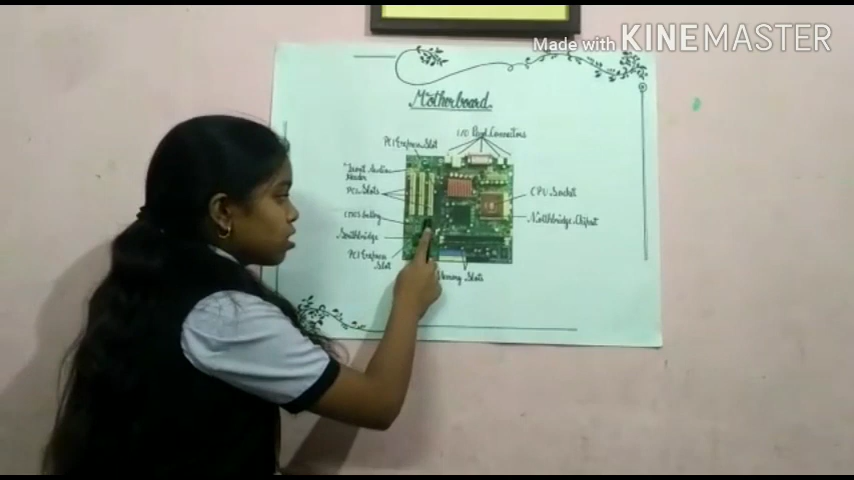 Made with KINEMASTER
Motherboard
I/O Port Connectors
PCI Express Slot
Header
PCI Slots
CPU Socket
CMOS Battery
Northbridge Chipset
Southbridge
PCI Express
Slot
Memory Slots